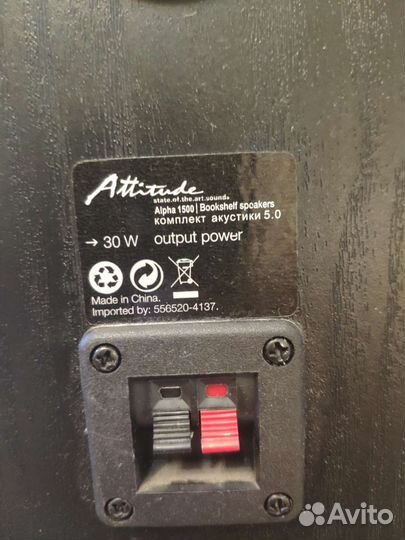 Attitude
state.of.the.art.sound®
Alpha 1500 | Bookshelf speakers
комплект акустики 5.0
→ 30 W output power
Made in China.
Imported by: 556520-4137.
Avito